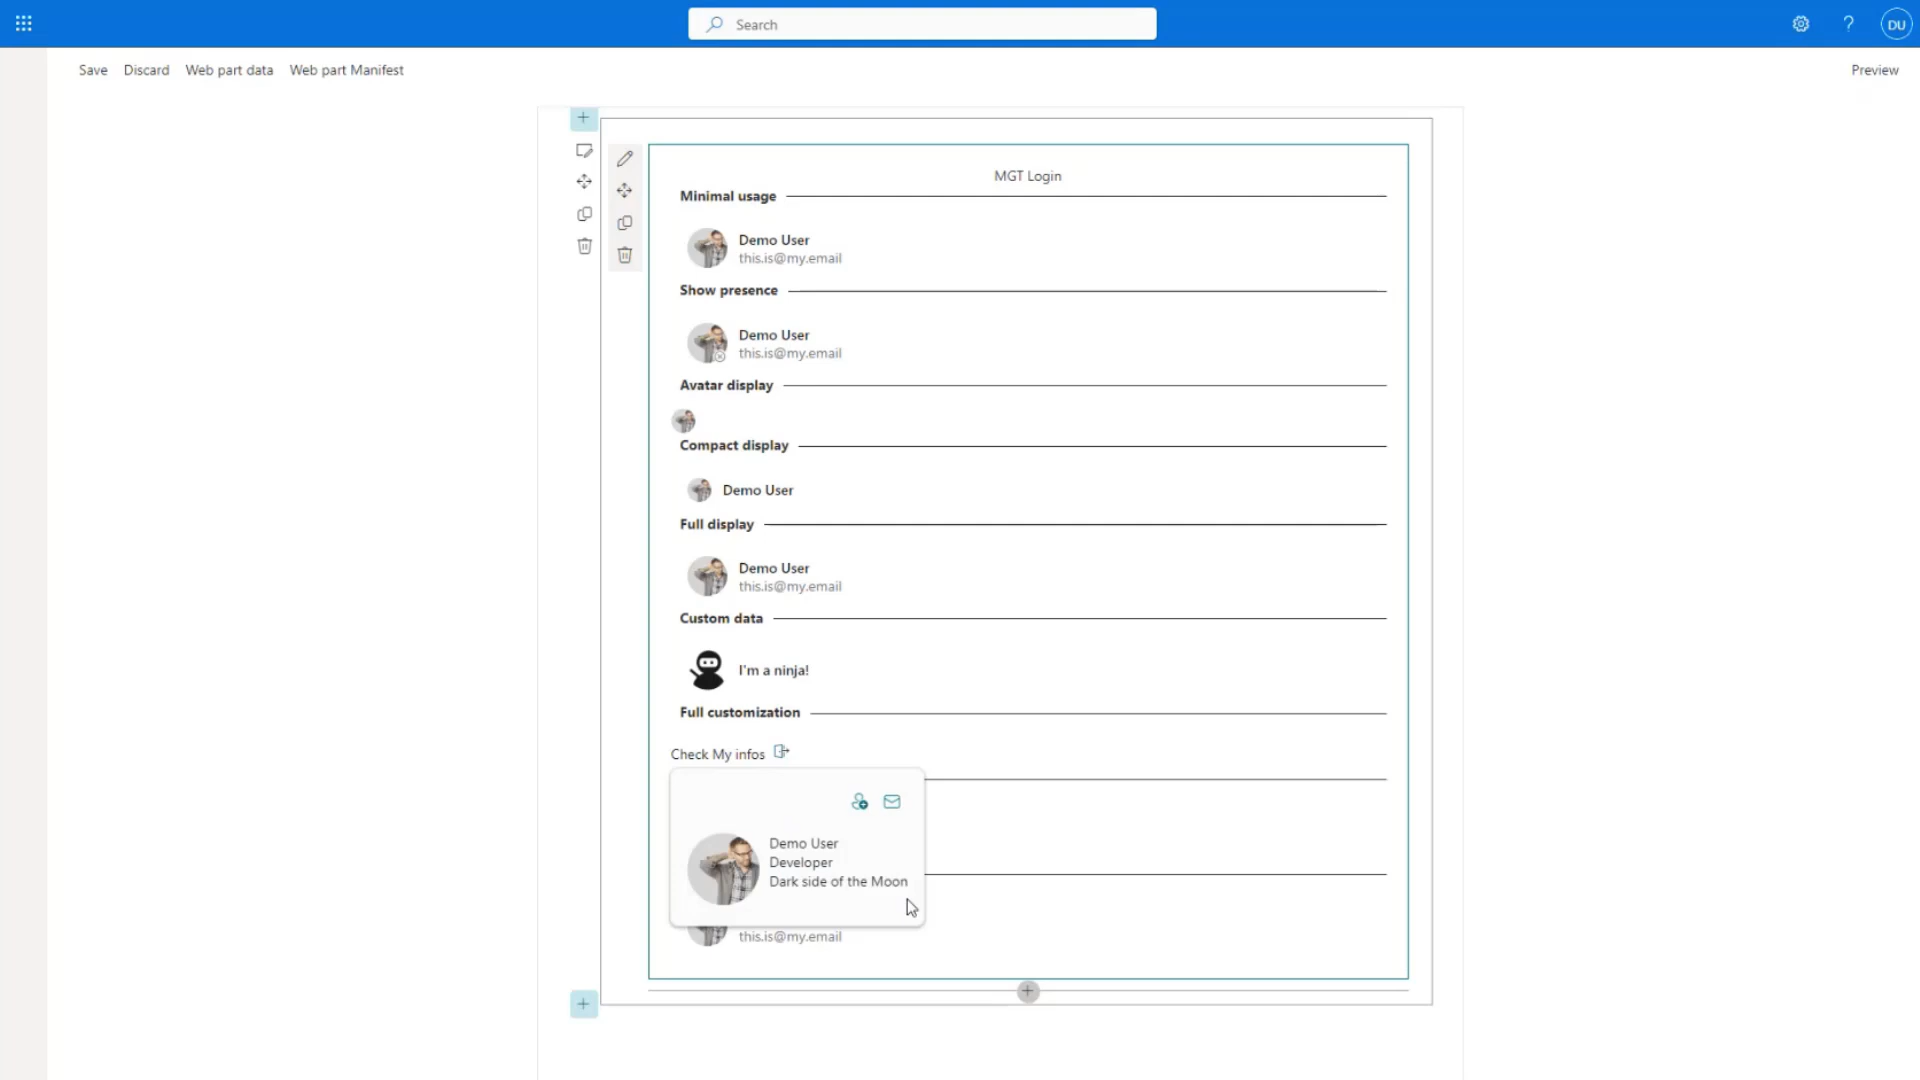 Search
DU
Save Discard Web part data Web part Manifest
Preview
MGT Login
Minimal usage
Demo User
this.is@my.email
Show presence
Demo User
this.is@my.email
Avatar display
Compact display
Demo User
Full display
Demo User
this.is@my.email
Custom data
I'm a ninja!
Full customization
Check My infos
Demo User
Developer
Dark side of the Moon
this.is@my.email